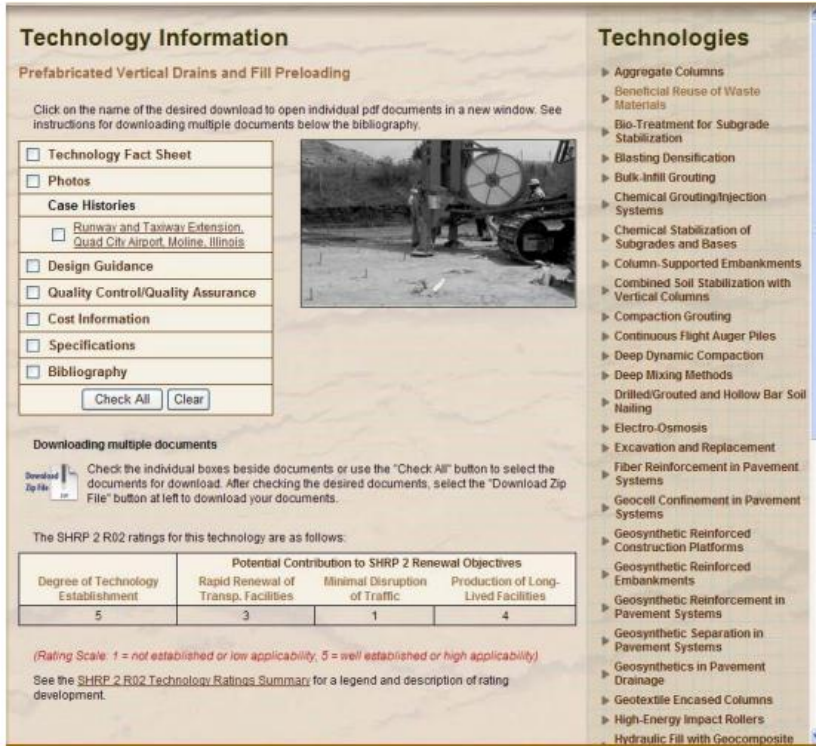 Technology Information
Prefabricated Vertical Drains and Fill Preloading
Click on the name of the desired download to open individual pdf documents in a new window. See
instructions for downloading multiple documents below the bibliography.
Technology Fact Sheet
Photos
Case Histories
Runway and Taxiway Extension,
Quad City Airport, Moline, Illinois
Design Guidance
Quality Control/Quality Assurance
Cost Information
Specifications
Bibliography
Check All Clear
Downloading multiple documents
Download
Zip File
ZIP
Check the individual boxes beside documents or use the "Check All" button to select the
documents for download. After checking the desired documents, select the "Download Zip
File" button at left to download your documents.
The SHRP 2 R02 ratings for this technology are as follows:
Potential Contribution to SHRP 2 Renewal Objectives
Degree of Technology
Establishment
Rapid Renewal of
Transp. Facilities
Minimal Disruption
of Traffic
Production of Long-
Lived Facilities
5 3 1 4
(Rating Scale: 1 = not established or low applicability, 5 = well established or high applicability)
See the SHRP 2 R02 Technology Ratings Summary for a legend and description of rating
development.
Technologies
Aggregate Columns
Beneficial Reuse of Waste
Materials
Bio-Treatment for Subgrade
Stabilization
Blasting Densification
Bulk-Infill Grouting
Chemical Grouting/Injection
Systems
Chemical Stabilization of
Subgrades and Bases
Column-Supported Embankments
Combined Soil Stabilization with
Vertical Columns
Compaction Grouting
Continuous Flight Auger Piles
Deep Dynamic Compaction
Deep Mixing Methods
Drilled/Grouted and Hollow Bar Soil
Nailing
Electro-Osmosis
Excavation and Replacement
Fiber Reinforcement in Pavement
Systems
Geocell Confinement in Pavement
Systems
Geosynthetic Reinforced
Construction Platforms
Geosynthetic Reinforced
Embankments
Geosynthetic Reinforcement in
Pavement Systems
Geosynthetic Separation in
Pavement Systems
Geosynthetics in Pavement
Drainage
Geotextile Encased Columns
High-Energy Impact Rollers
Hydraulic Fill with Geocomposite